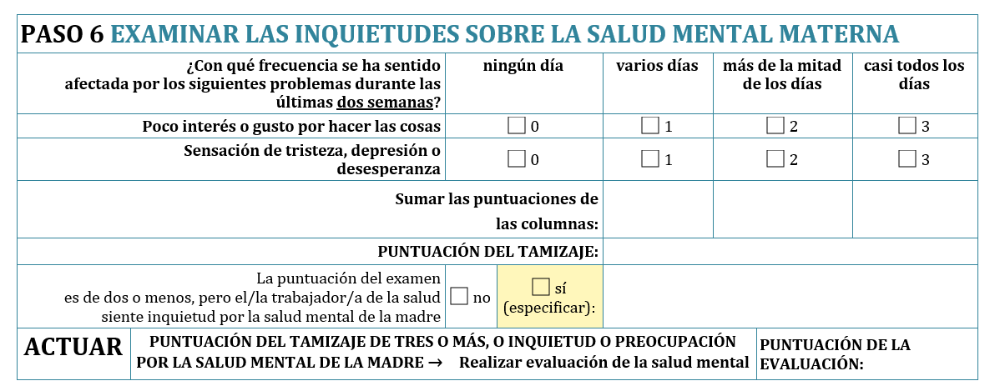 PASO 6 EXAMINAR LAS INQUIETUDES SOBRE LA SALUD MENTAL MATERNA
¿Con qué frecuencia se ha sentido
afectada por los siguientes problemas durante las
últimas dos semanas?
ningún día
varios días
más de la mitad
de los días
casi todos los
días
Poco interés o gusto por hacer las cosas
0
1
2
3
Sensación de tristeza, depresión o
desesperanza
0
1
2
3
Sumar las puntuaciones de
las columnas:
PUNTUACIÓN DEL TAMIZAJE:
La puntuación del examen
es de dos o menos, pero el/la trabajador/a de la salud
siente inquietud por la salud mental de la madre
no
sí
(especificar):
ACTUAR
PUNTUACIÓN DEL TAMIZAJE DE TRES O MÁS, O INQUIETUD O PREOCUPACIÓN
POR LA SALUD MENTAL DE LA MADRE → Realizar evaluación de la salud mental
PUNTUACIÓN DE LA
EVALUACIÓN: